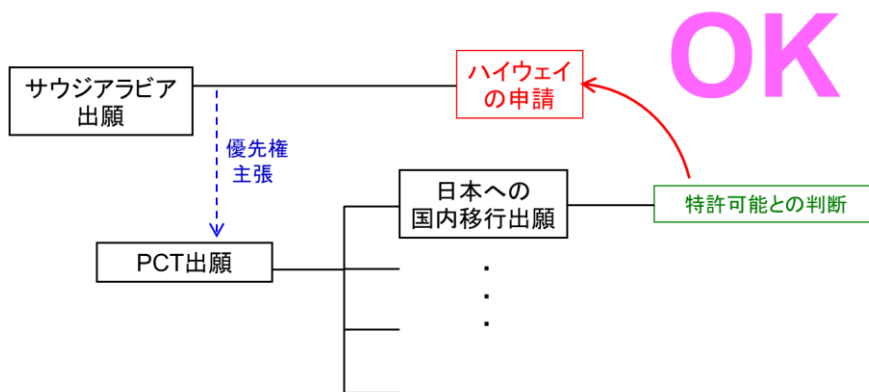 OK
サウジアラビア
出願
ハイウェイ
の申請
優先権
主張
日本への
国内移行出願
特許可能との判断
PCT出願